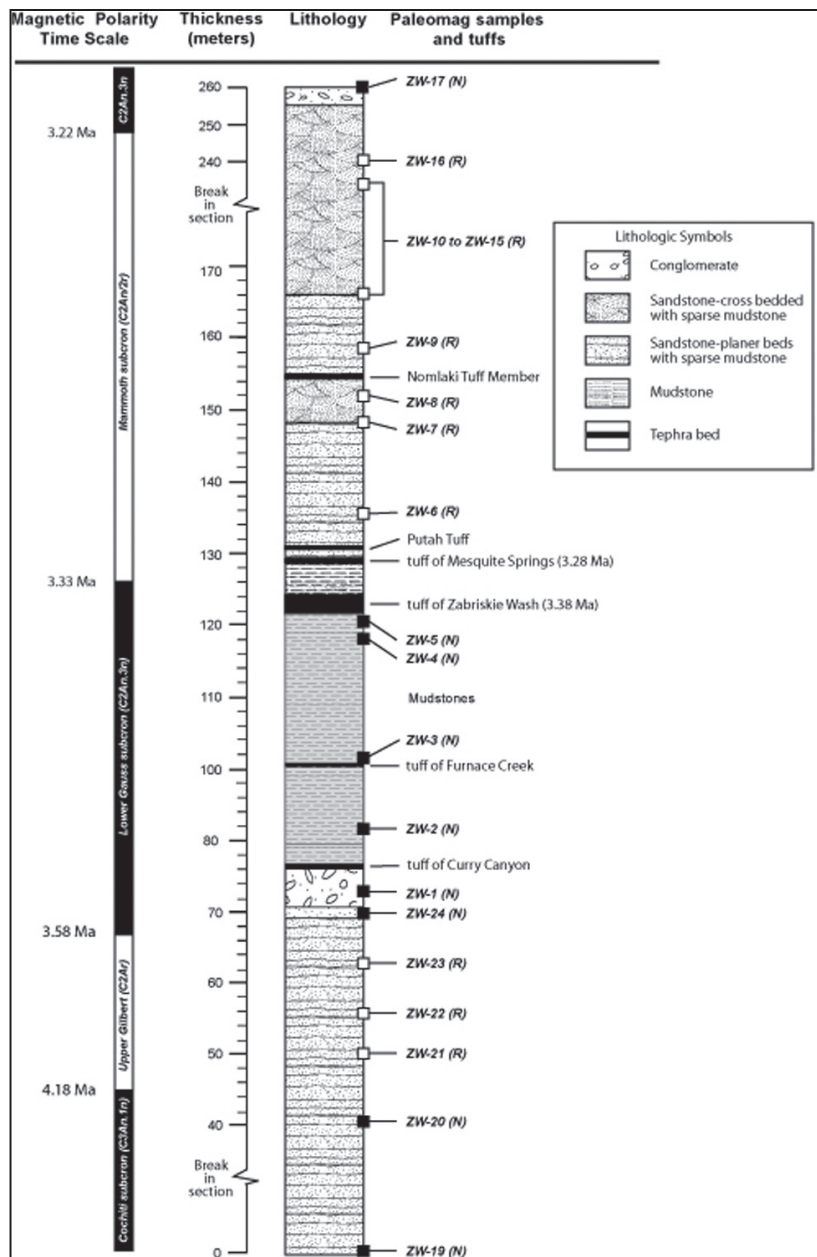 Magnetic Polarity
Time Scale
Thickness
(meters)
Lithology
Paleomag samples
and tuffs
C2An.3n
3.22 Ma
Mammoth subcron (C2An/2r)
3.33 Ma
Lower Gauss subcron (C2An,3n)
3.58 Ma
Upper Gilbert (C2Ar)
4.18 Ma
Cochiti subcron (C3An.1n)
260
250
240
Break
in
section
170
160
150
140
130
120
110
100
80
70
60
50
40
Break
in
section
0
ZW-17 (N)
ZW-16 (R)
ZW-10 to ZW-15 (R)
ZW-9 (R)
Nomlaki Tuff Member
ZW-8 (R)
ZW-7 (R)
ZW-6 (R)
Putah Tuff
tuff of Mesquite Springs (3.28 Ma)
tuff of Zabriskie Wash (3.38 Ma)
ZW-5 (N)
ZW-4 (N)
Mudstones
ZW-3 (N)
tuff of Furnace Creek
ZW-2 (N)
tuff of Curry Canyon
ZW-1 (N)
ZW-24 (N)
ZW-23 (R)
ZW-22 (R)
ZW-21 (R)
ZW-20 (N)
ZW-19 (N)
Lithologic Symbols
Conglomerate
Sandstone-cross bedded
with sparse mudstone
Sandstone-planer beds
with sparse mudstone
Mudstone
Tephra bed